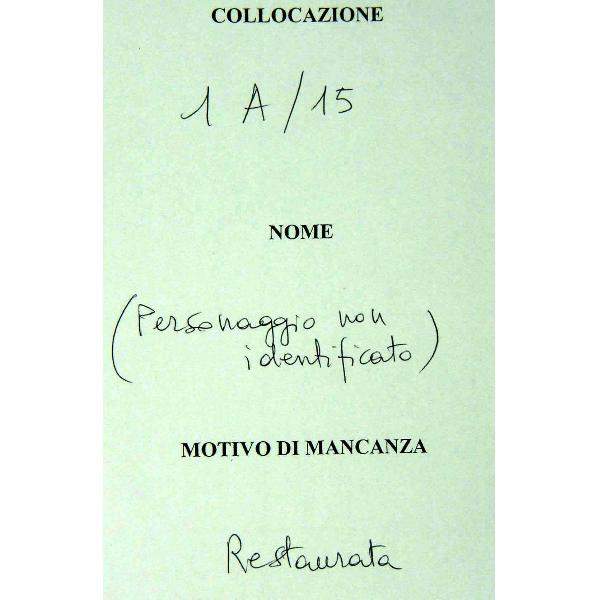 COLLOCAZIONE
1 A/15
NOME
(Personaggio non
identificato)
MOTIVO DI MANCANZA
Restaurata